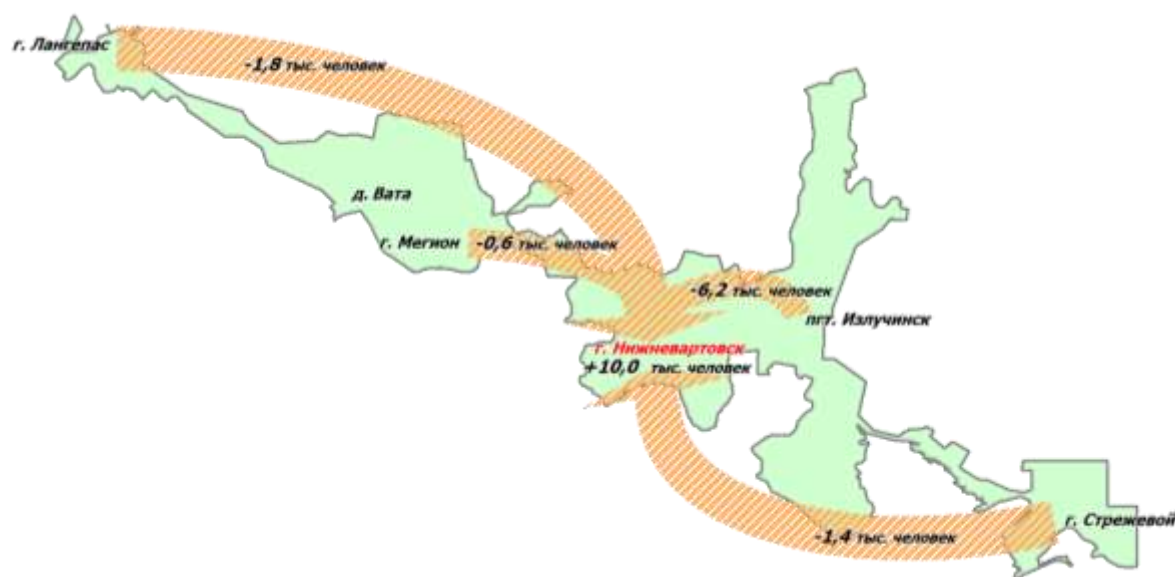 г. Лангепас
-1,8 тыс. человек
д. Вата
г. Мегион
-0,6 тыс. человек
-6,2 тыс. человек
пгт. Излучинск
г. Нижневартовск
+10,0 тыс. человек
г. Стрежевой
-1,4 тыс. человек